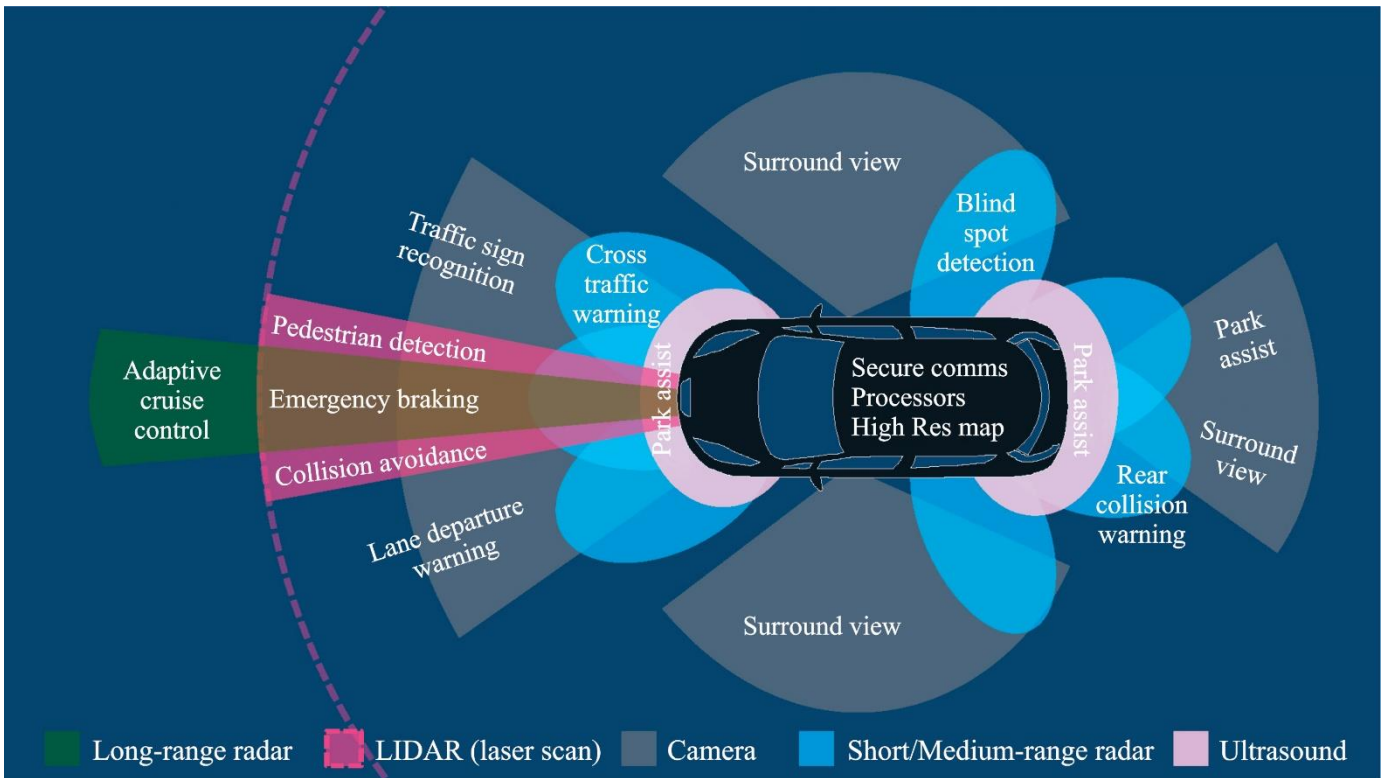 Surround view
Blind
spot
detection
Traffic sign
recognition
Cross
traffic
warning
Park
assist
Pedestrian detection
Adaptive
cruise
control
Emergency braking
Park assist
Secure comms
Processors
High Res map
Park assist
Collision avoidance
Surround
view
Rear
collision
warning
Lane departure
warning
Surround view
Long-range radar
LIDAR (laser scan)
Camera
Short/Medium-range radar
Ultrasound